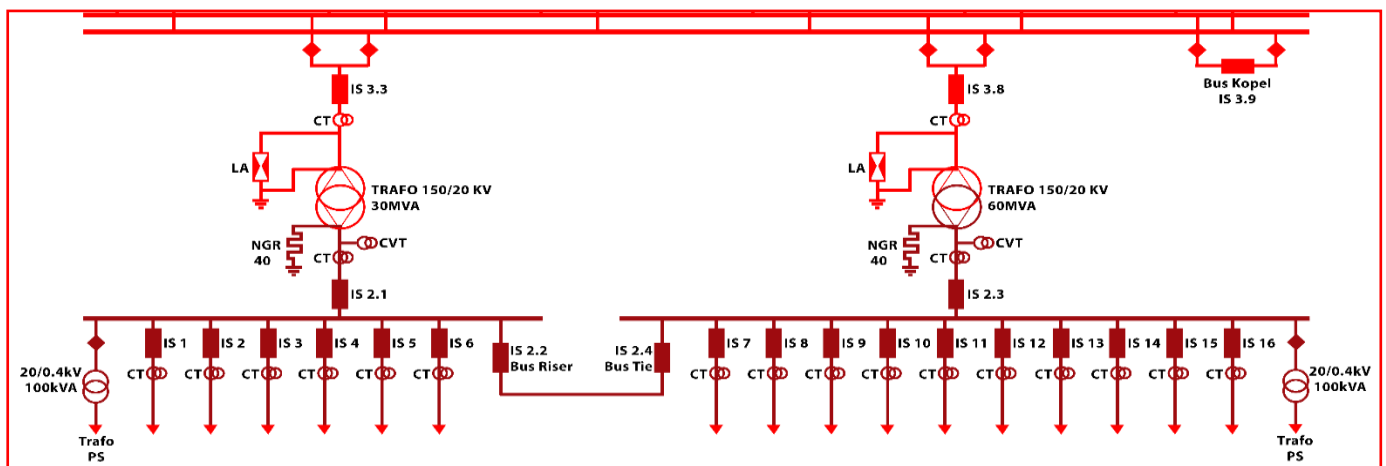 IS 3.3
CT
LA
TRAFO 150/20 KV
30MVA
NGR
40
CVT
CT
IS 2.1
IS 3.8
CT
LA
TRAFO 150/20 KV
60MVA
NGR
40
CVT
CT
IS 2.3
Bus Kopel
IS 3.9
20/0.4kV
100kVA
Trafo
PS
IS 1
CT
IS 2
CT
IS 3
CT
IS 4
CT
IS 5
CT
IS 6
CT
IS 2.2
Bus Riser
IS 2.4
Bus Tie
IS 7
CT
IS 8
CT
IS 9
CT
IS 10
CT
IS 11
CT
IS 12
CT
IS 13
CT
IS 14
CT
IS 15
CT
IS 16
CT
20/0.4kV
100kVA
Trafo
PS